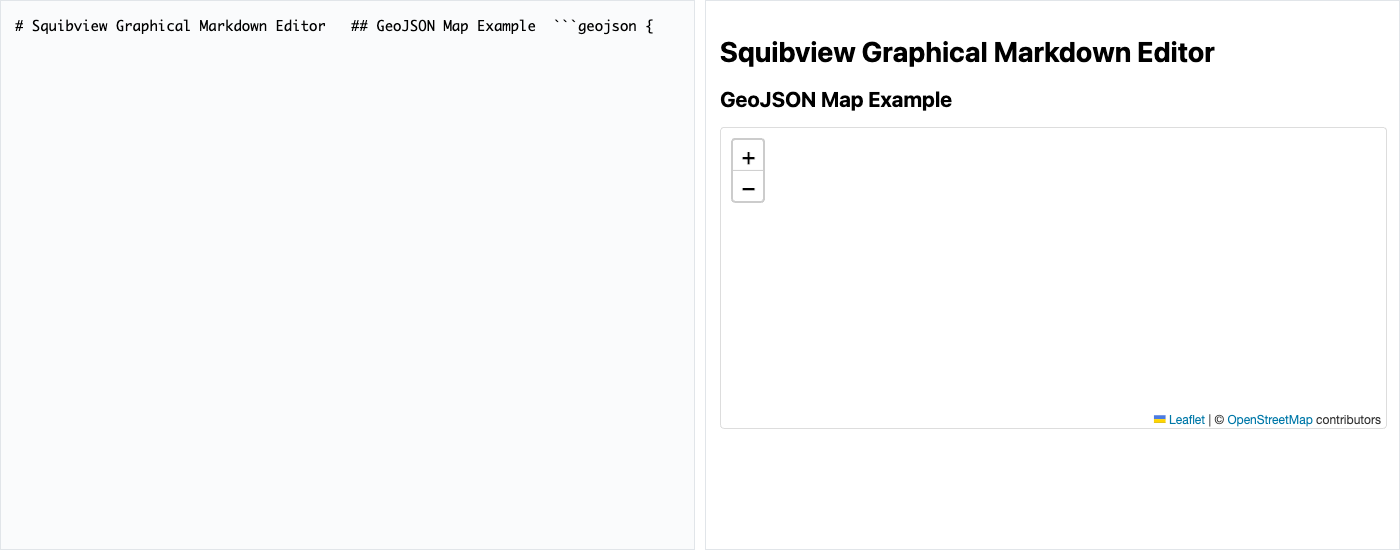 # Squibview Graphical Markdown Editor   ## GeoJSON Map Example  ```geojson {
Squibview Graphical Markdown Editor
GeoJSON Map Example
+
−
Leaflet | © OpenStreetMap contributors